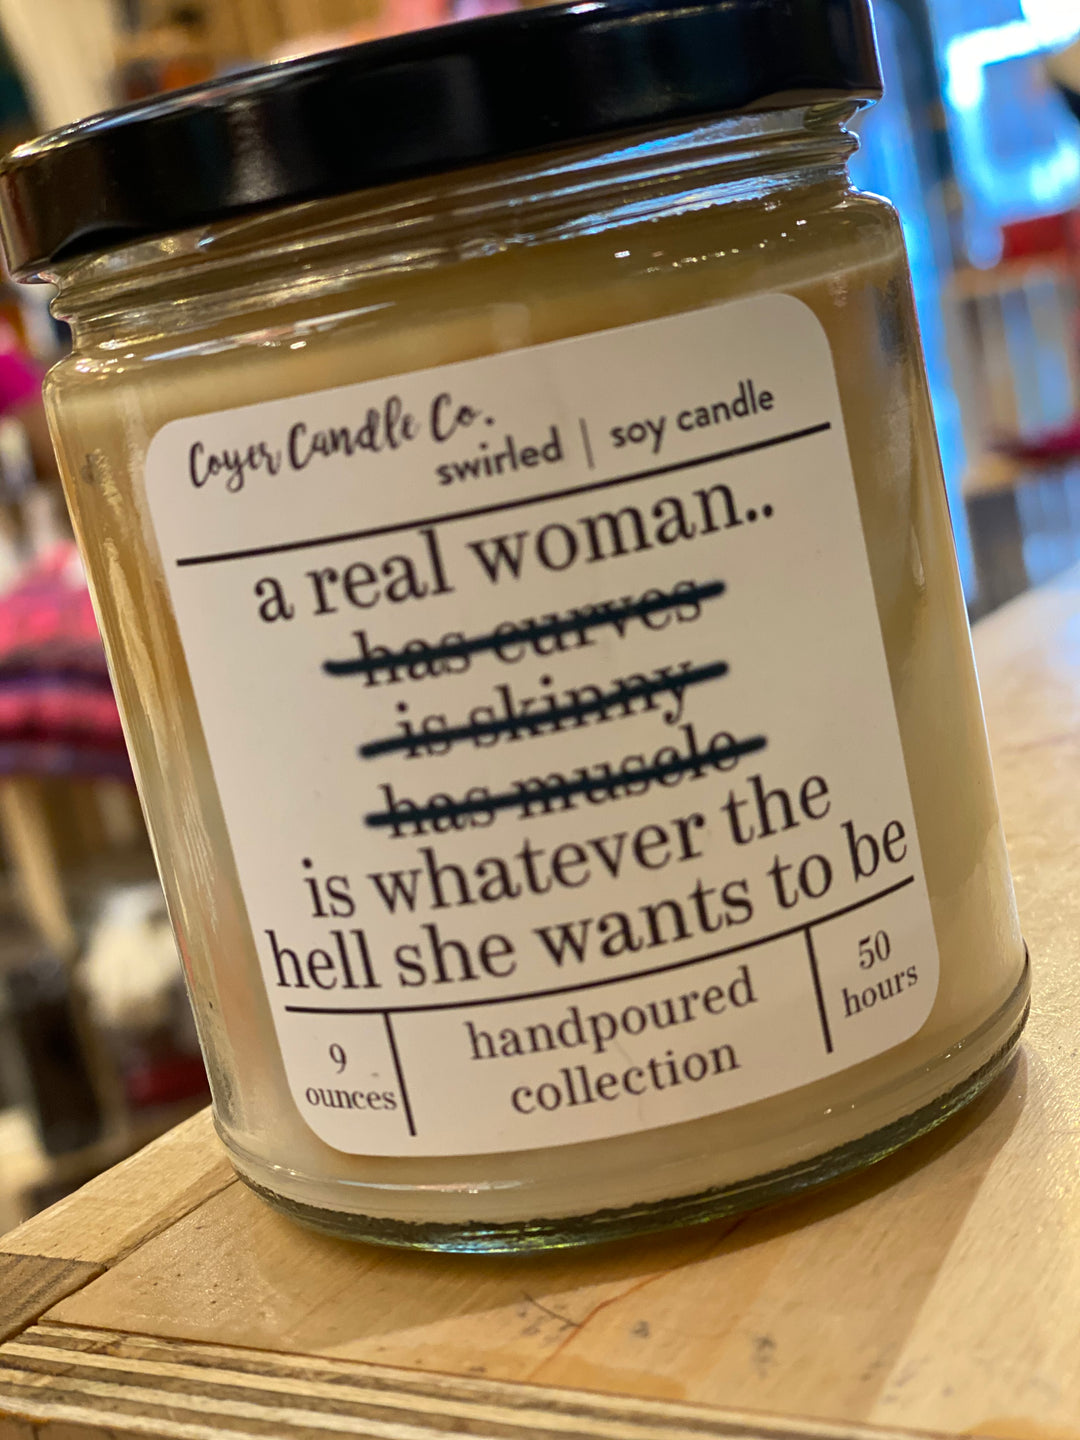 Coyer Candle Co.
swirled | soy candle
a real woman..
has curves
is skinny
has muscle
is whatever the
hell she wants to be
9
ounces
handpoured
collection
50
hours